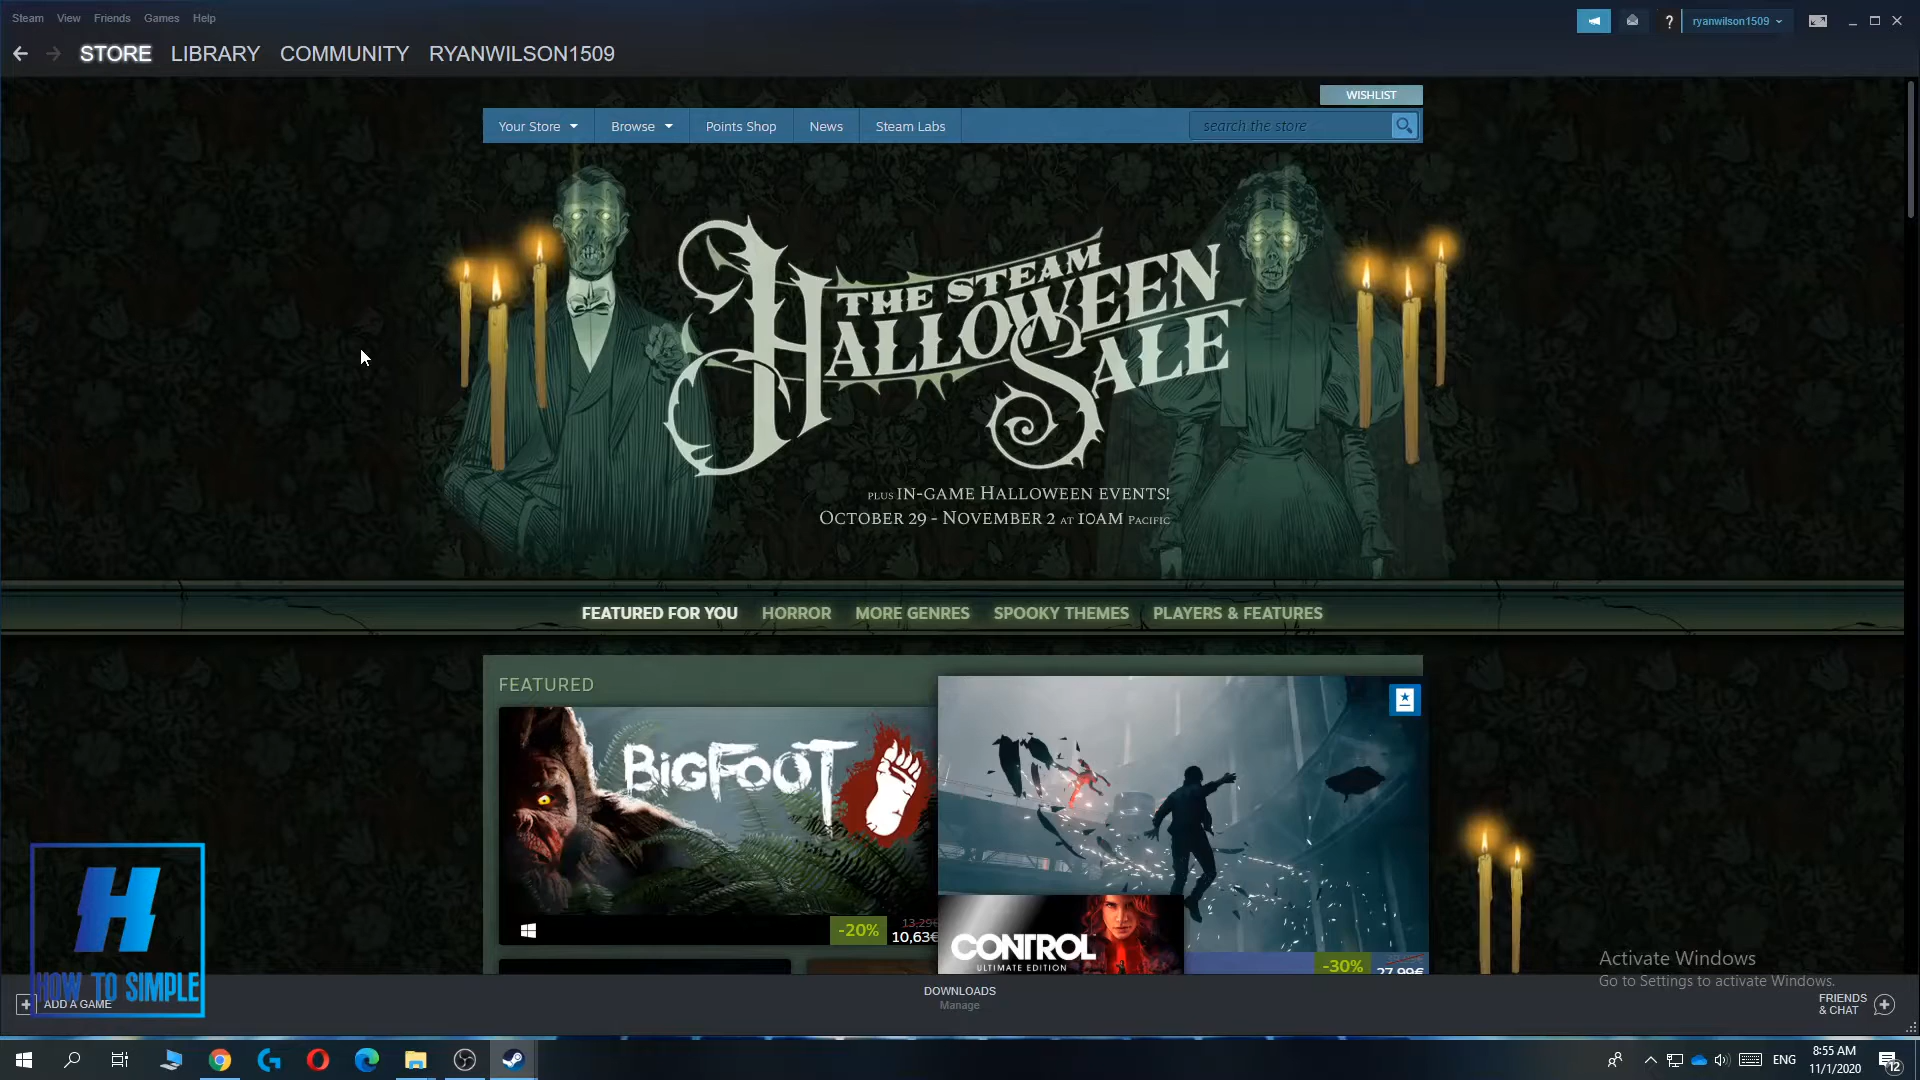 Steam View Friends Games Help
? ryanwilson1509
STORE LIBRARY COMMUNITY RYANWILSON1509
WISHLIST
Your Store Browse Points Shop News Steam Labs search the store
THE STEAM
HALLOWEEN
SALE
PLUS IN-GAME HALLOWEEN EVENTS!
OCTOBER 29 - NOVEMBER 2 AT 10AM PACIFIC
FEATURED FOR YOU HORROR MORE GENRES SPOOKY THEMES PLAYERS & FEATURES
FEATURED
BIGFOOT
-20% 13,29€
10,63€
CONTROL
ULTIMATE EDITION
-30%
27,99€
Activate Windows
Go to Settings to activate Windows.
H
HOW TO SIMPLE
ADD A GAME
DOWNLOADS
Manage
FRIENDS
& CHAT
ENG
8:55 AM
11/1/2020
12